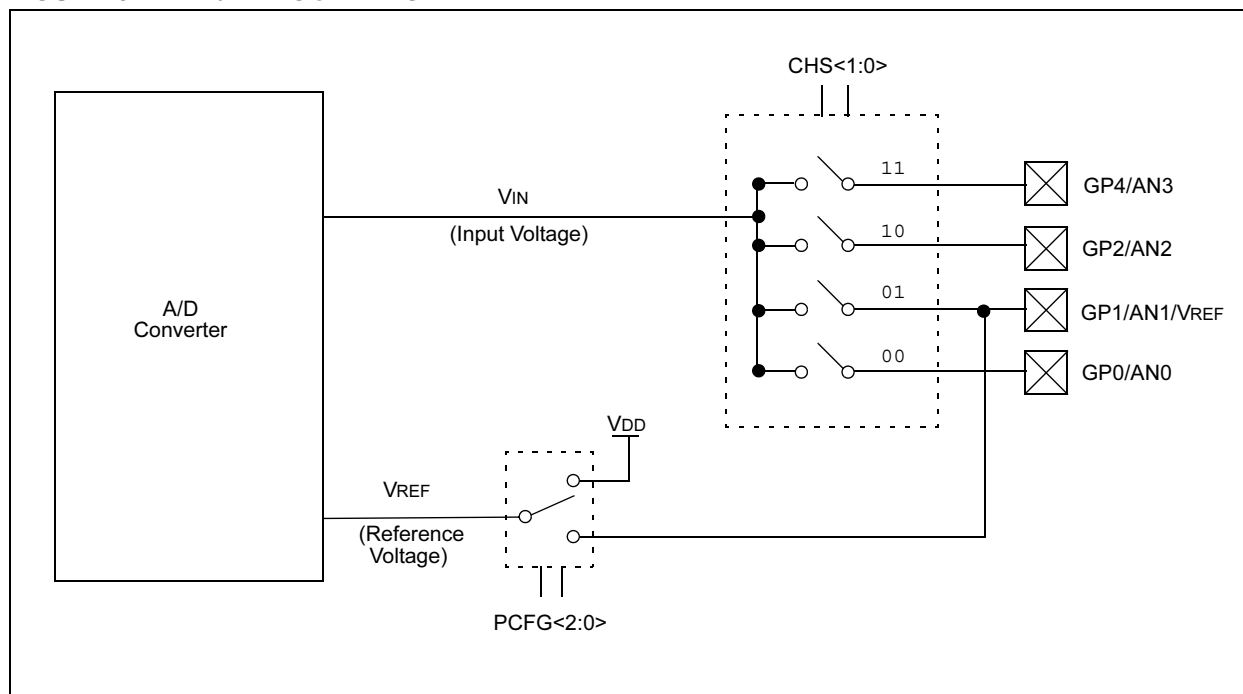 CHS<1:0>
11
GP4/AN3
VIN
(Input Voltage)
10
GP2/AN2
A/D
Converter
01
GP1/AN1/VREF
00
GP0/AN0
VDD
VREF
(Reference
Voltage)
PCFG<2:0>